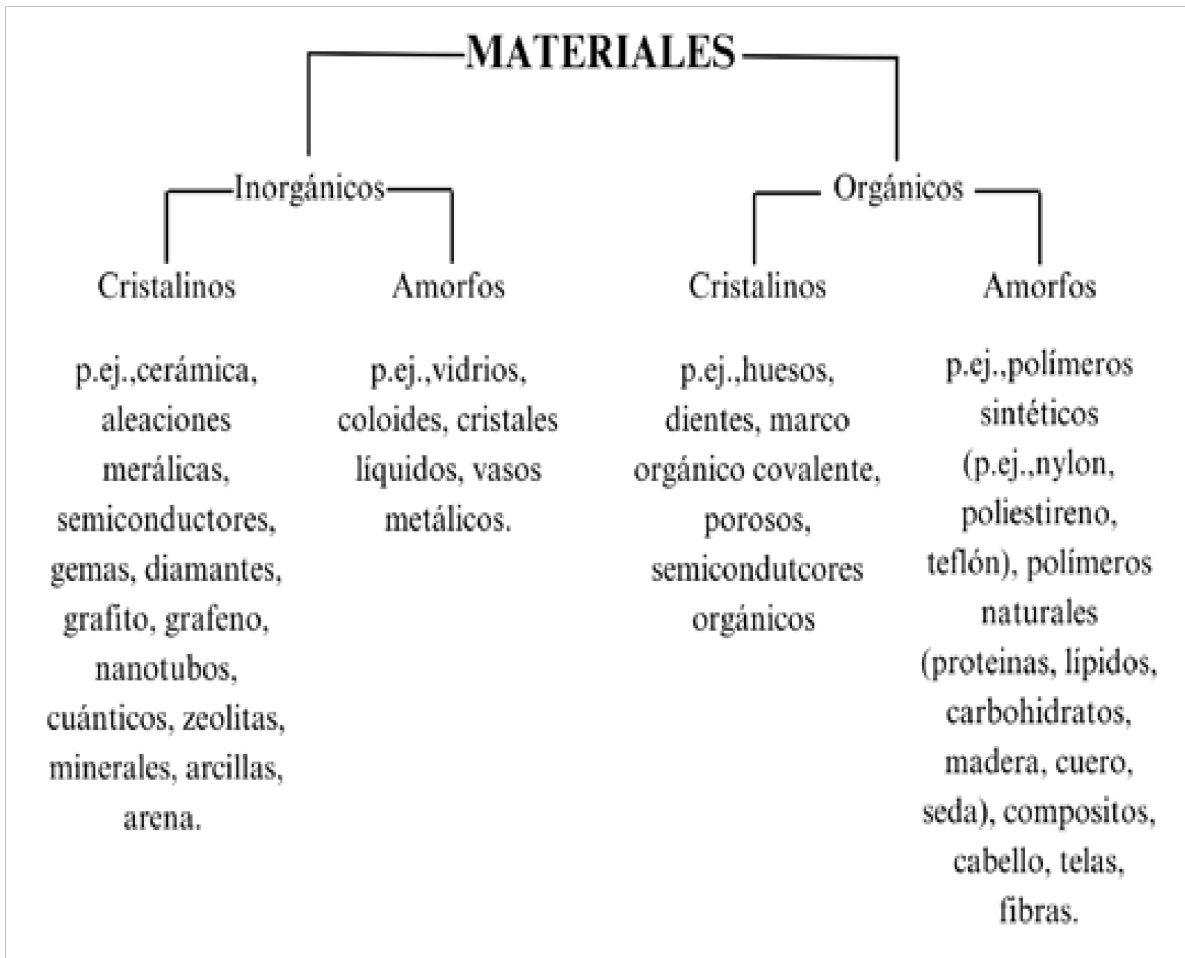 MATERIALES
Inorgánicos
Orgánicos
Cristalinos
Amorfos
Cristalinos
Amorfos
p.ej.,cerámica,
aleaciones
merálicas,
semiconductores,
gemas, diamantes,
grafito, grafeno,
nanotubos,
cuánticos, zeolitas,
minerales, arcillas,
arena.
p.ej.,vidrios,
coloides, cristales
líquidos, vasos
metálicos.
p.ej.,huesos,
dientes, marco
orgánico covalente,
porosos,
semicondutcores
orgánicos
p.ej.,polímeros
sintéticos
(p.ej.,nylon,
poliestireno,
teflón), polímeros
naturales
(proteinas, lípidos,
carbohidratos,
madera, cuero,
seda), compositos,
cabello, telas,
fibras.